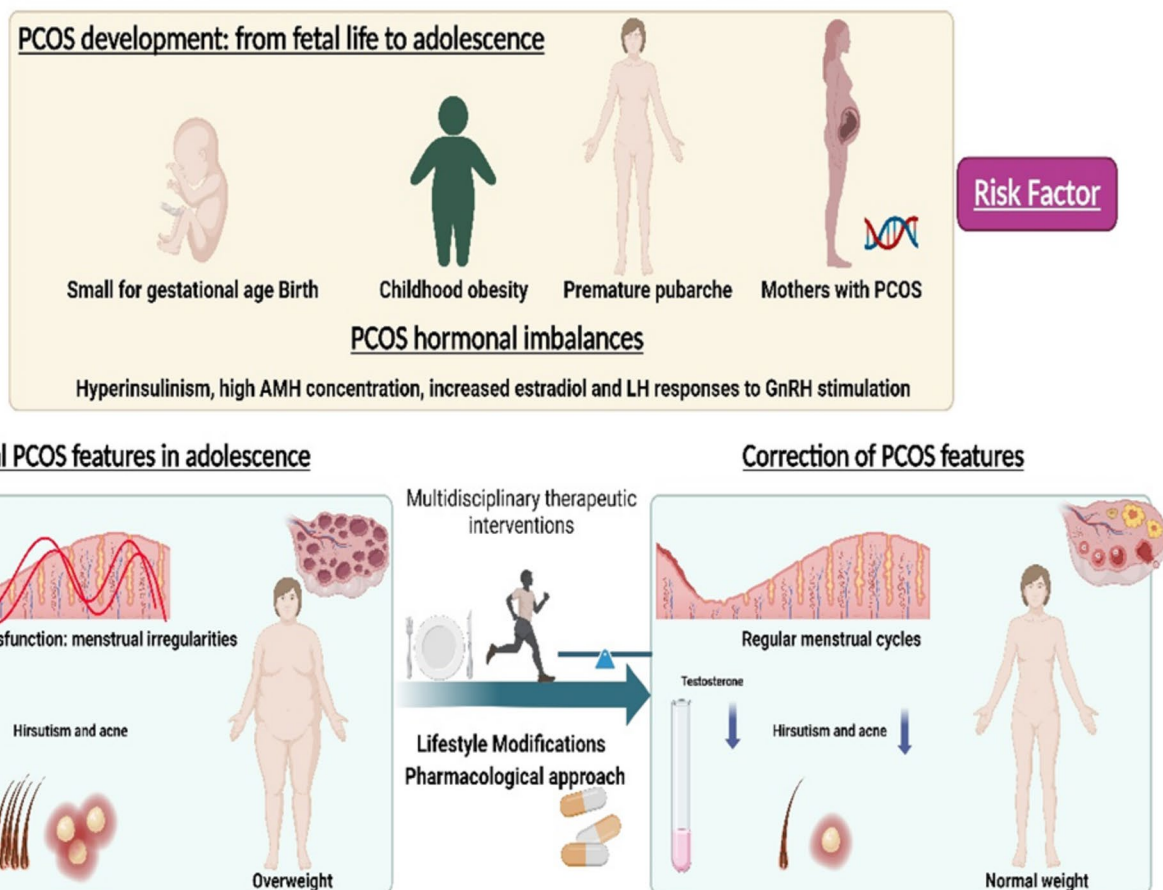 PCOS development: from fetal life to adolescence
Risk Factor
Small for gestational age Birth
Childhood obesity
Premature pubarche
Mothers with PCOS
PCOS hormonal imbalances
Hyperinsulinism, high AMH concentration, increased estradiol and LH responses to GnRH stimulation
PCOS features in adolescence
menstrual irregularities
Hirsutism and acne
Overweight
Multidisciplinary therapeutic
interventions
Lifestyle Modifications
Pharmacological approach
Correction of PCOS features
Regular menstrual cycles
Testosterone
Hirsutism and acne
Normal weight